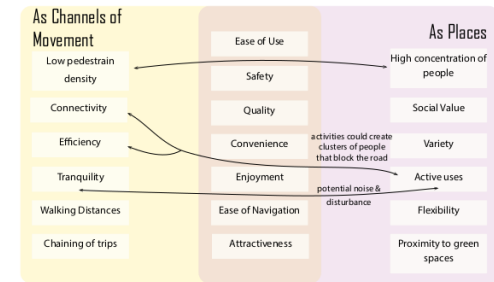 As Channels of
Movement
Low pedestrain
density
Connectivity
Efficiency
Tranquility
Walking Distances
Chaining of trips
Ease of Use
Safety
Quality
Convenience
Enjoyment
Ease of Navigation
Attractiveness
activities could create
clusters of people
that block the road
potential noise &
disturbance
As Places
High concentration of
people
Social Value
Variety
Active uses
Flexibility
Proximity to green
spaces